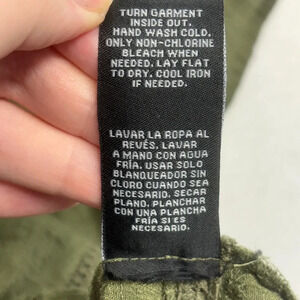 TURN GARMENT
INSIDE OUT.
HAND WASH COLD.
ONLY NON-CHLORINE
BLEACH WHEN
NEEDED. LAY FLAT
TO DRY. COOL IRON
IF NEEDED.
LAVAR LA ROPA AL
REVÉS. LAVAR
A MANO CON AGUA
FRÍA. USAR SOLO
BLANQUEADOR SIN
CLORO CUANDO SEA
NECESARIO. SECAR
PLANO. PLANCHAR
CON UNA PLANCHA
FRÍA SI ES
NECESARIO.